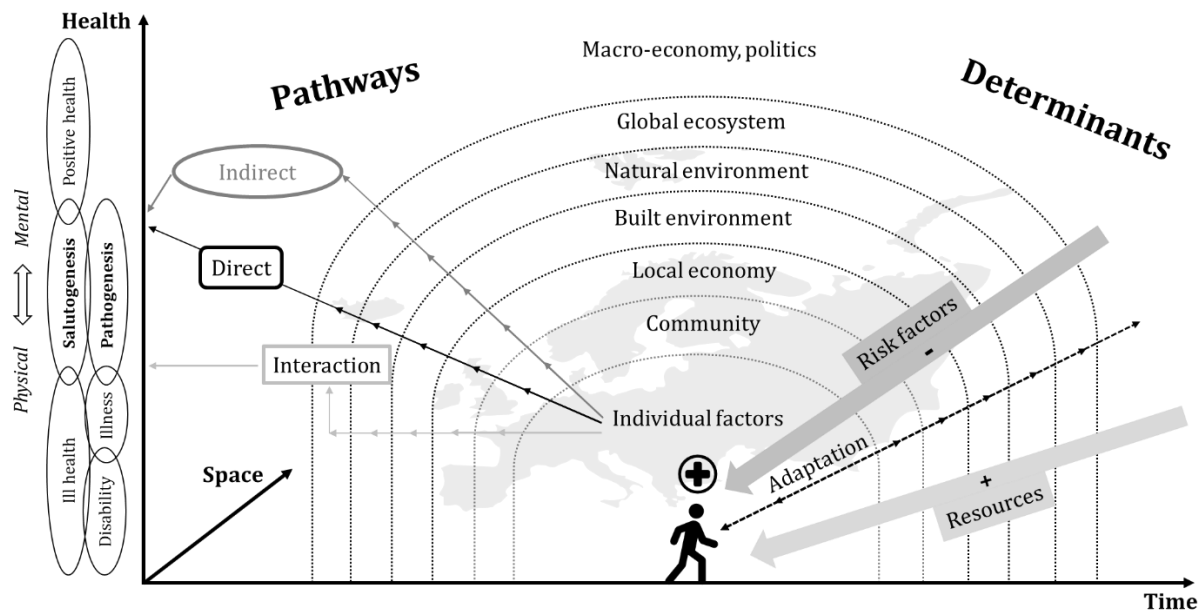 Health
Macro-economy, politics
Pathways
Determinants
Positive health
Global ecosystem
Indirect
Natural environment
Mental
Built environment
Salutogenesis
Pathogenesis
Direct
Local economy
Community
Risk factors
-
Physical
Interaction
Illness
Individual factors
Adaptation
Ill health
Space
+
Resources
Disability
Time